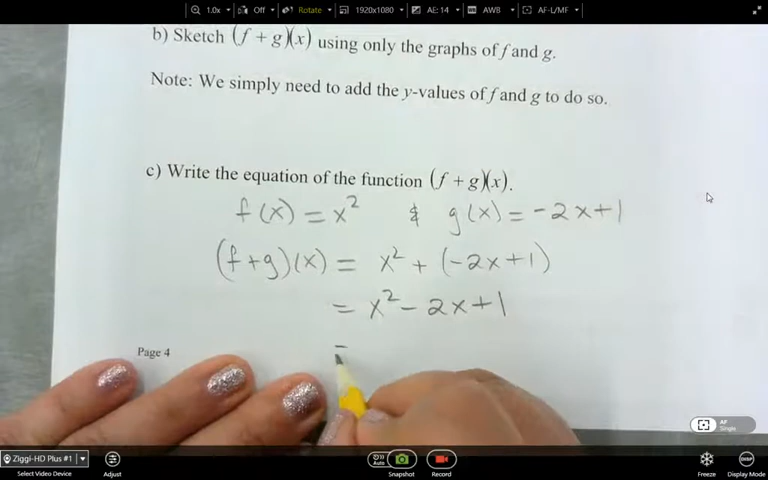 1.0x Off Rotate 1920x1080 AE: 14 AWB AF-L/MF
b) Sketch (f + g)(x) using only the graphs of f and g.
Note: We simply need to add the y-values of f and g to do so.
c) Write the equation of the function (f + g)(x).
f(x) = x² & g(x) = -2x+1
(f+g)(x) = x² + (-2x+1)
= x² - 2x + 1
=
Page 4
AF
Single
Ziggi-HD Plus #1
Auto
DISP
Select Video Device Adjust Snapshot Record Freeze Display Mode